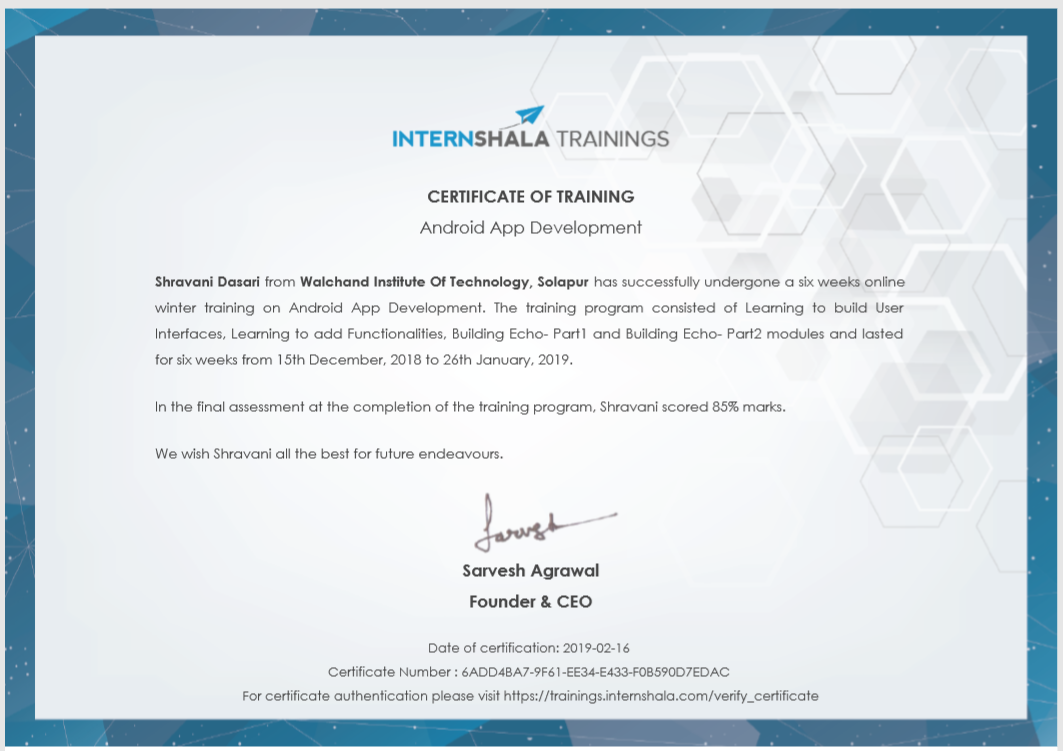 INTERNSHALA TRAININGS
CERTIFICATE OF TRAINING
Android App Development
Shravani Dasari from Walchand Institute Of Technology, Solapur has successfully undergone a six weeks online
winter training on Android App Development. The training program consisted of Learning to build User
Interfaces, Learning to add Functionalities, Building Echo- Part1 and Building Echo- Part2 modules and lasted
for six weeks from 15th December, 2018 to 26th January, 2019.
In the final assessment at the completion of the training program, Shravani scored 85% marks.
We wish Shravani all the best for future endeavours.
Sarvesh
Sarvesh Agrawal
Founder & CEO
Date of certification: 2019-02-16
Certificate Number : 6ADD4BA7-9F61-EE34-E433-F0B590D7EDAC
For certificate authentication please visit https://trainings.internshala.com/verify_certificate